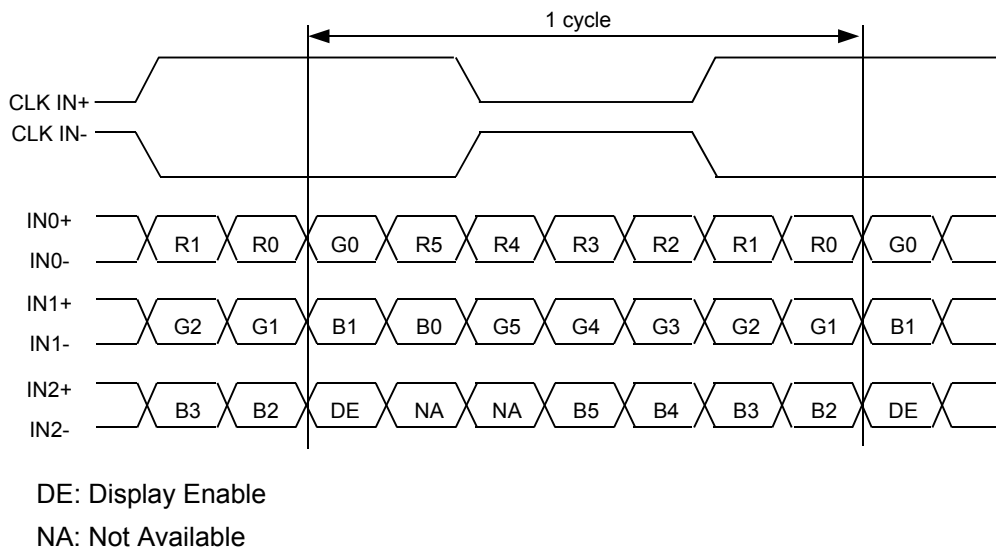 1 cycle
CLK IN+
CLK IN-
IN0+
R1 R0 G0 R5 R4 R3 R2 R1 R0 G0
IN0-
IN1+
G2 G1 B1 B0 G5 G4 G3 G2 G1 B1
IN1-
IN2+
B3 B2 DE NA NA B5 B4 B3 B2 DE
IN2-
DE: Display Enable
NA: Not Available